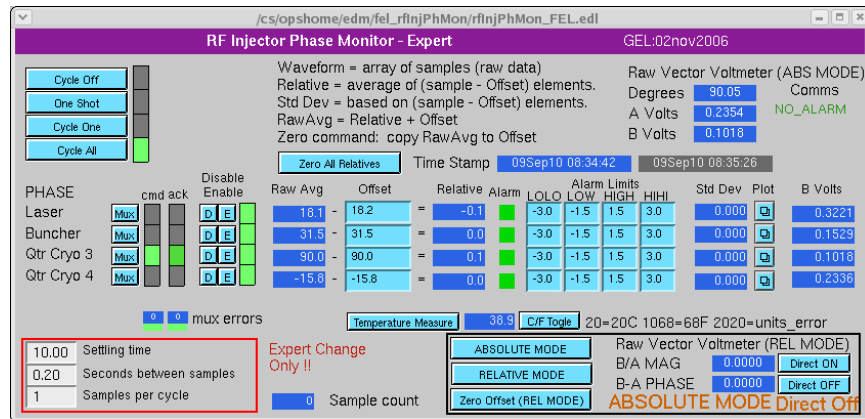 /cs/opshome/edm/fel_rfInjPhMon/rfInjPhMon_FEL.edl
RF Injector Phase Monitor - Expert GEL:02nov2006
Cycle Off
One Shot
Cycle One
Cycle All
Waveform = array of samples (raw data)
Relative = average of (sample - Offset) elements.
Std Dev = based on (sample - Offset) elements.
RawAvg = Relative + Offset
Zero command: copy RawAvg to Offset
Raw Vector Voltmeter (ABS MODE)
Degrees 90.05 Comms
A Volts 0.2354 NO_ALARM
B Volts 0.1018
Zero All Relatives Time Stamp 09Sep10 08:34:42 09Sep10 08:35:26
PHASE cmd ack Disable Enable Raw Avg Offset Relative Alarm Alarm Limits LOLO LOW HIGH HIHI Std Dev Plot B Volts
Laser Mux D E 18.1 - 18.2 = -0.1 -3.0 -1.5 1.5 3.0 0.000 0.3221
Buncher Mux D E 31.5 - 31.5 = 0.0 -3.0 -1.5 1.5 3.0 0.000 0.1529
Qtr Cryo 3 Mux D E 90.0 - 90.0 = 0.1 -3.0 -1.5 1.5 3.0 0.000 0.1018
Qtr Cryo 4 Mux D E -15.8 - -15.8 = 0.0 -3.0 -1.5 1.5 3.0 0.000 0.2336
0 0 mux errors Temperature Measure 38.9 C/F Togle 20=20C 1068=68F 2020=units_error
10.00 Settling time
0.20 Seconds between samples
1 Samples per cycle
Expert Change
Only !!
0 Sample count
ABSOLUTE MODE
RELATIVE MODE
Zero Offset (REL MODE)
Raw Vector Voltmeter (REL MODE)
B/A MAG 0.0000 Direct ON
B-A PHASE 0.0000 Direct OFF
ABSOLUTE MODE Direct Off